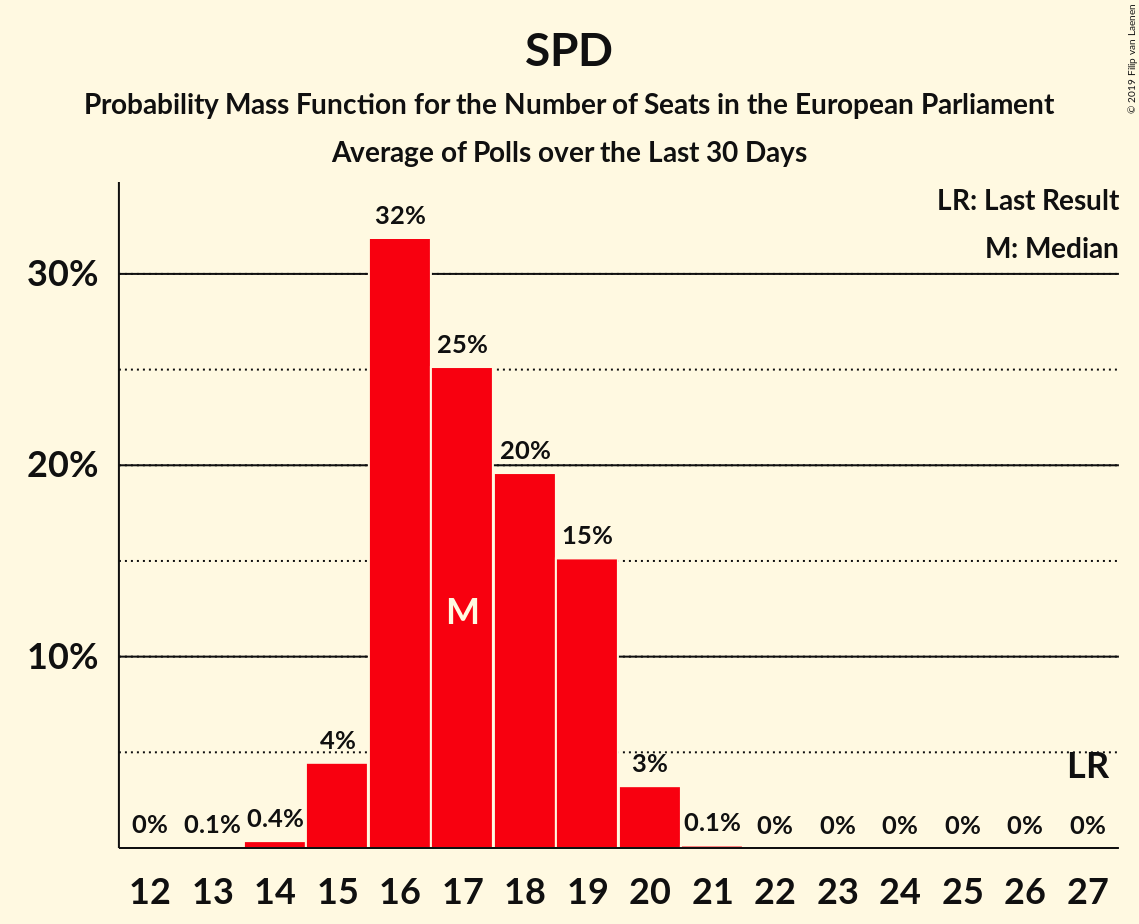 SPD
Probability Mass Function for the Number of Seats in the European Parliament
Average of Polls over the Last 30 Days
© 2019 Filip van Laenen
LR: Last Result
M: Median
30%
20%
10%
0% 0.1% 0.4% 4% 32% 25% 20% 15% 3% 0.1% 0% 0% 0% 0% 0% 0%
M
LR
12 13 14 15 16 17 18 19 20 21 22 23 24 25 26 27